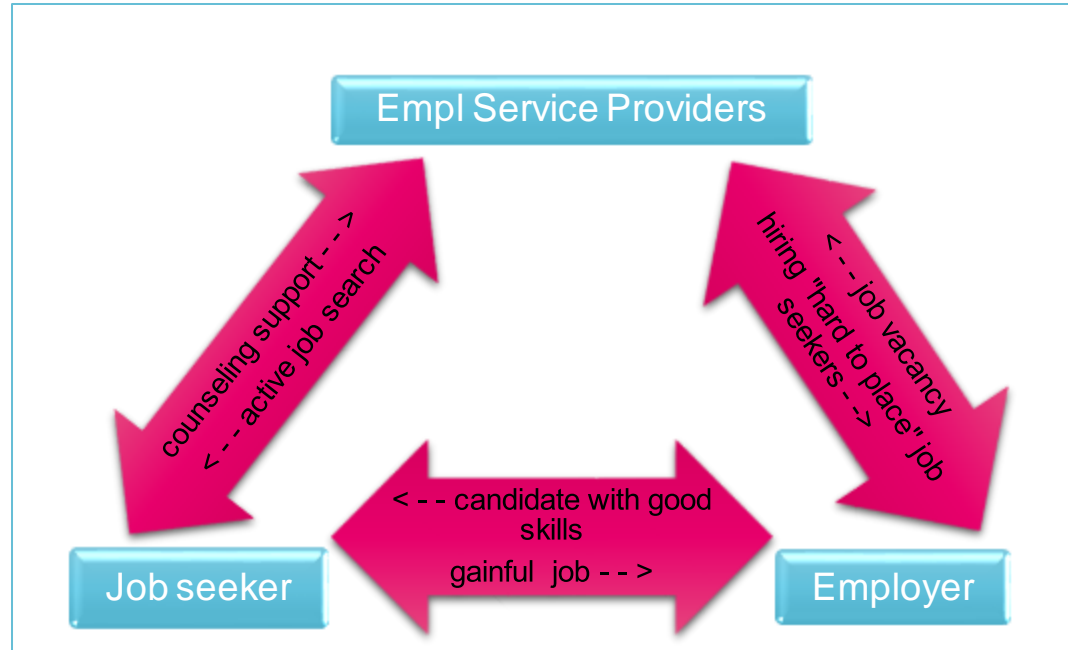 Empl Service Providers
counseling support - - >
< - - active job search
< - - job vacancy
hiring "hard to place" job
seekers - - >
< - - candidate with good
skills
gainful job - - >
Job seeker
Employer